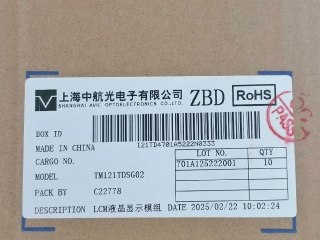 上海中航光电子有限公司
SHANGHAI AVIC OPTOELECTRONICS CO.,LTD.
ZBD
RoHS
BOX ID
121TD4701A5222N0333
MADE IN CHINA
CARGO NO.
LOT NO. QTY
701A125222001 10
MODEL TM121TDSG02
PACK BY C22778
DESCRIPTION LCM液晶显示模组 DATE 2025/02/22 10:02:24
PASS